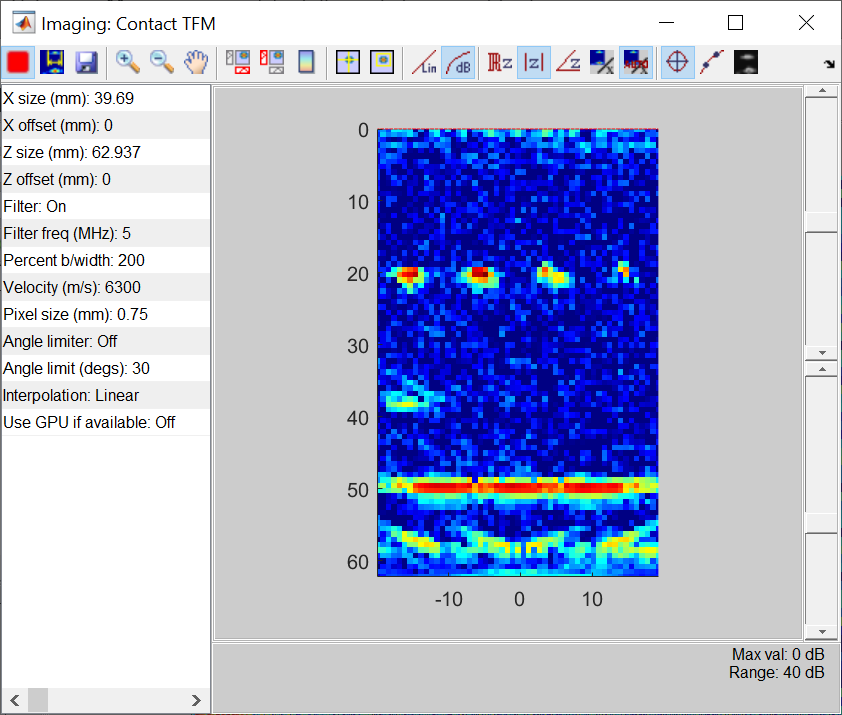 Imaging: Contact TFM
Lin
dB
Rz
|z|
∠z
X size (mm): 39.69
X offset (mm): 0
Z size (mm): 62.937
Z offset (mm): 0
Filter: On
Filter freq (MHz): 5
Percent b/width: 200
Velocity (m/s): 6300
Pixel size (mm): 0.75
Angle limiter: Off
Angle limit (degs): 30
Interpolation: Linear
Use GPU if available: Off
0
10
20
30
40
50
60
-10 0 10
Max val: 0 dB
Range: 40 dB